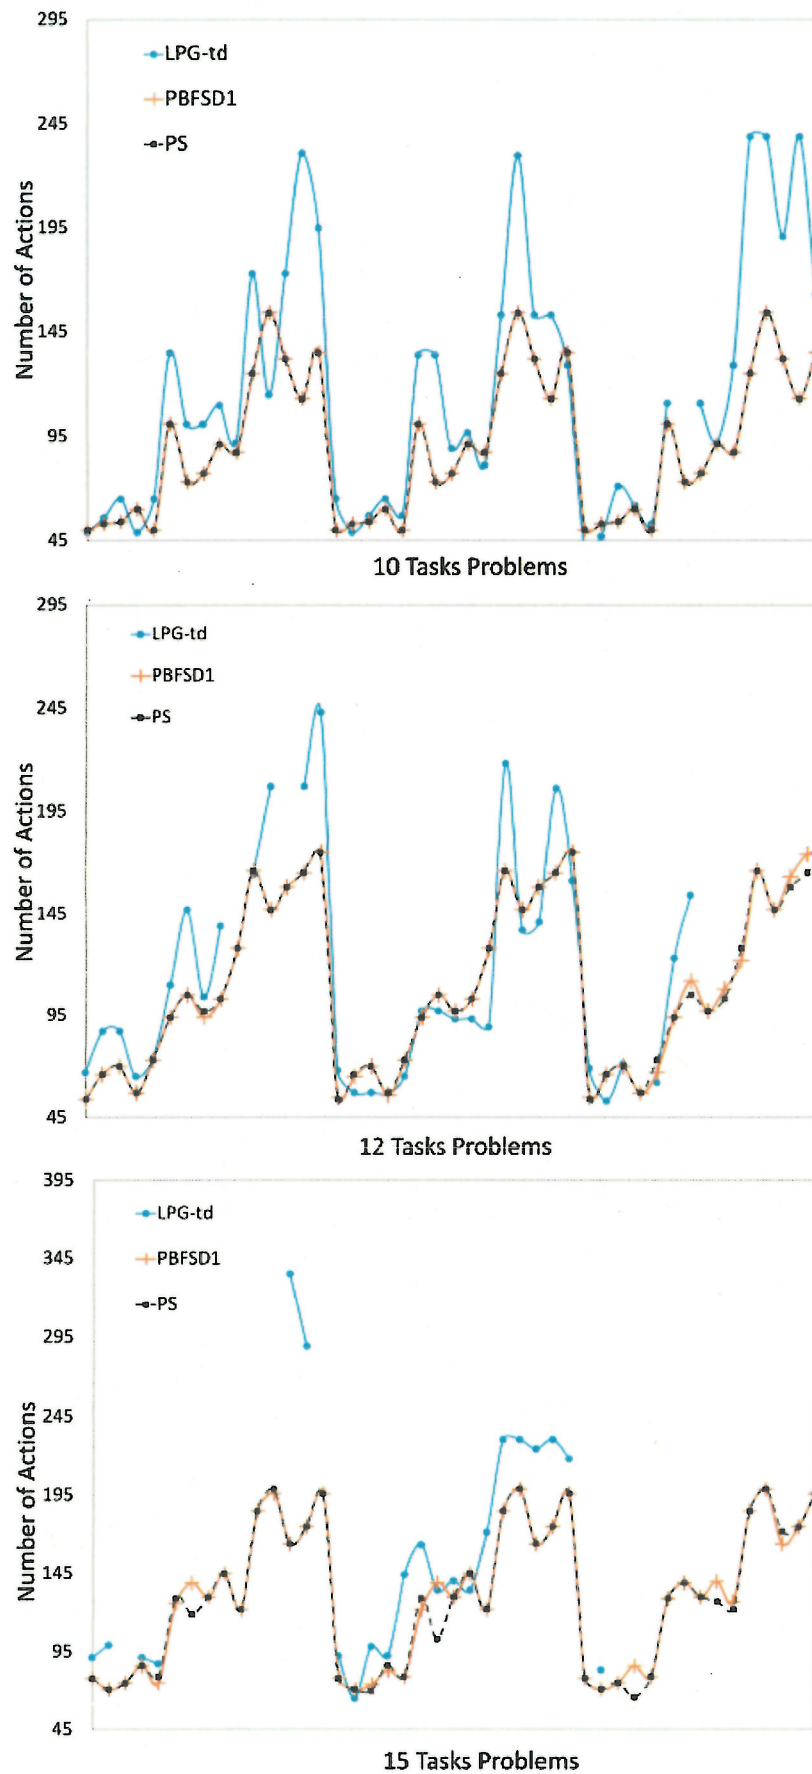 295
LPG-td
PBFSD1
PS
245
195
145
95
45
Number of Actions
10 Tasks Problems
295
LPG-td
PBFSD1
PS
245
195
145
95
45
Number of Actions
12 Tasks Problems
395
LPG-td
PBFSD1
PS
345
295
245
195
145
95
45
Number of Actions
15 Tasks Problems